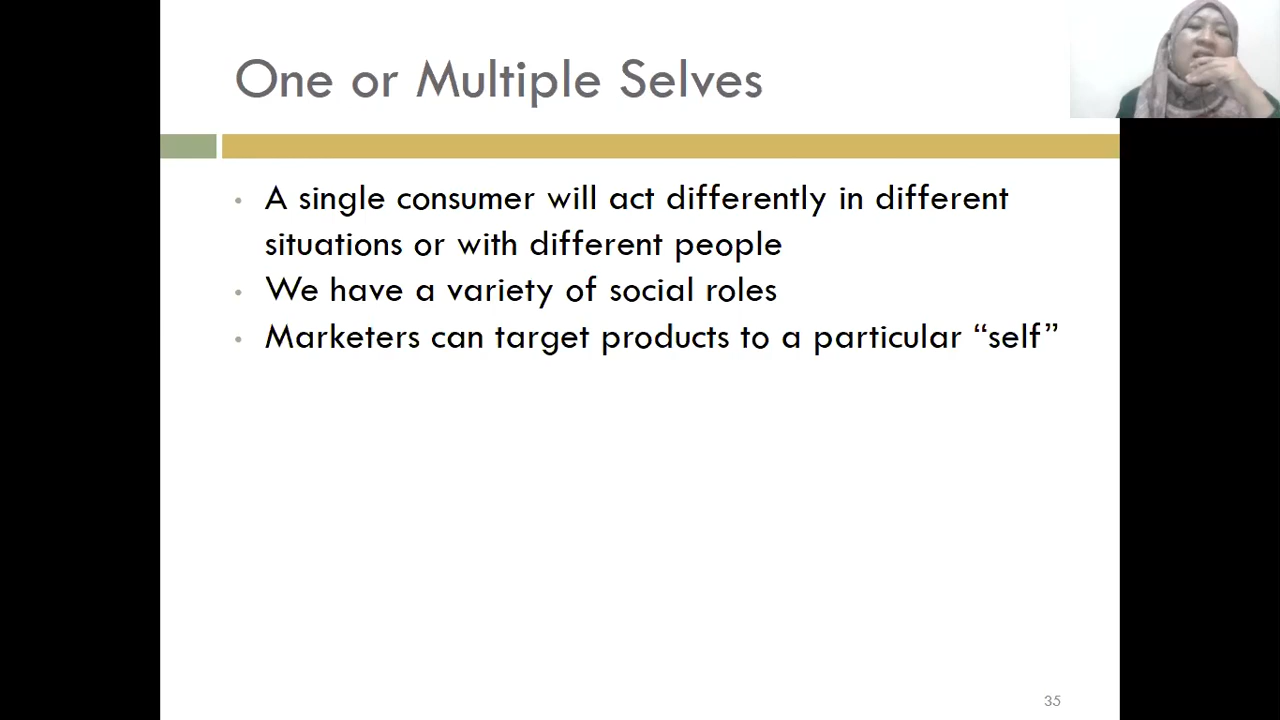 One or Multiple Selves
• A single consumer will act differently in different
situations or with different people
• We have a variety of social roles
• Marketers can target products to a particular “self”
35